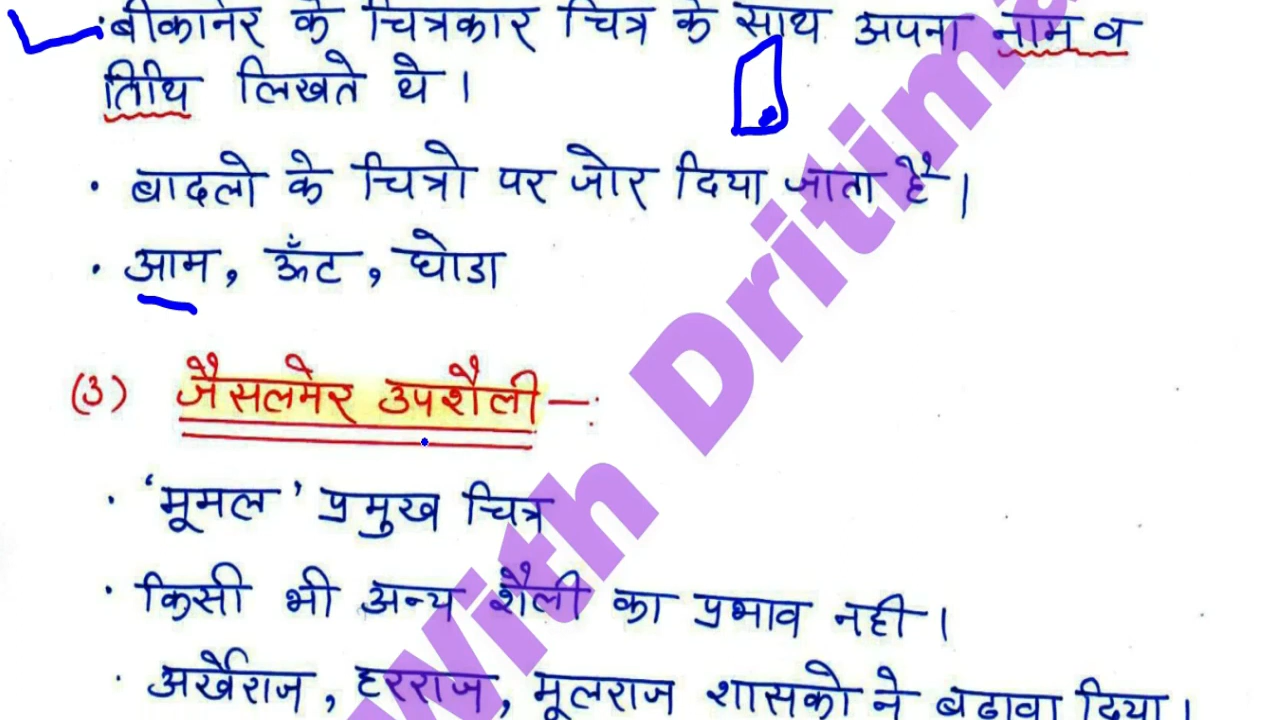 · बीकानेर के चित्रकार चित्र के साथ अपना नाम व
तिथि लिखते थे।
· बादलो के चित्रो पर जोर दिया जाता है।
· आम, ऊँट, घोडा
(3) जैसलमेर उपशैली –:
· 'मूमल' प्रमुख चित्र
· किसी भी अन्य शैली का प्रभाव नही।
· अखैराज, हरराज, मूलराज शासको ने बढावा दिया।
With Dritima